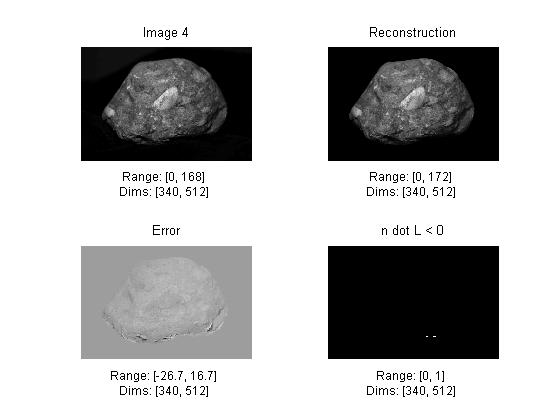 Image 4
Reconstruction
Range: [0, 168]
Dims: [340, 512]
Range: [0, 172]
Dims: [340, 512]
Error
n dot L < 0
Range: [-26.7, 16.7]
Dims: [340, 512]
Range: [0, 1]
Dims: [340, 512]